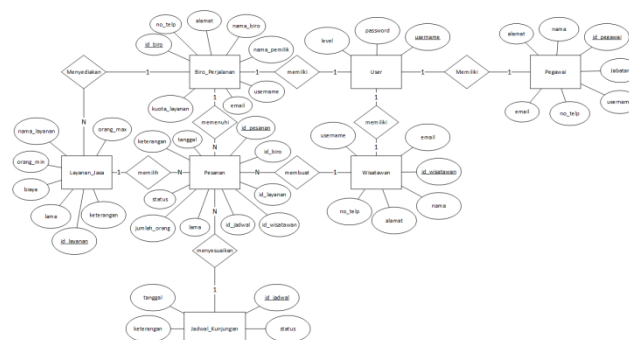 alamat
no_telp
nama_biro
id_biro
nama_pemilik
Menyediakan
1
1
Biro_Perjalanan
1
memiliki
1
username
kuota_layanan
email
level
password
username
User
1
Memiliki
1
alamat
nama
id_pegawai
Pegawai
Jabatan
username
no_telp
email
1
memenuhi
N
1
memiliki
1
N
nama_layanan
orang_max
orang_min
biaya
lama
id_layanan
keterangan
Layanan_Jasa
1
memilih
N
keterangan
tanggal
id_pesanan
id_biro
Pesanan
id_layanan
id_wisatawan
id_jadwal
lama
jumlah_orang
status
N
membuat
1
username
email
id_wisatawan
Wisatawan
nama
alamat
no_telp
N
menyesuaikan
1
tanggal
id_jadwal
keterangan
Jadwal_Kunjungan
status